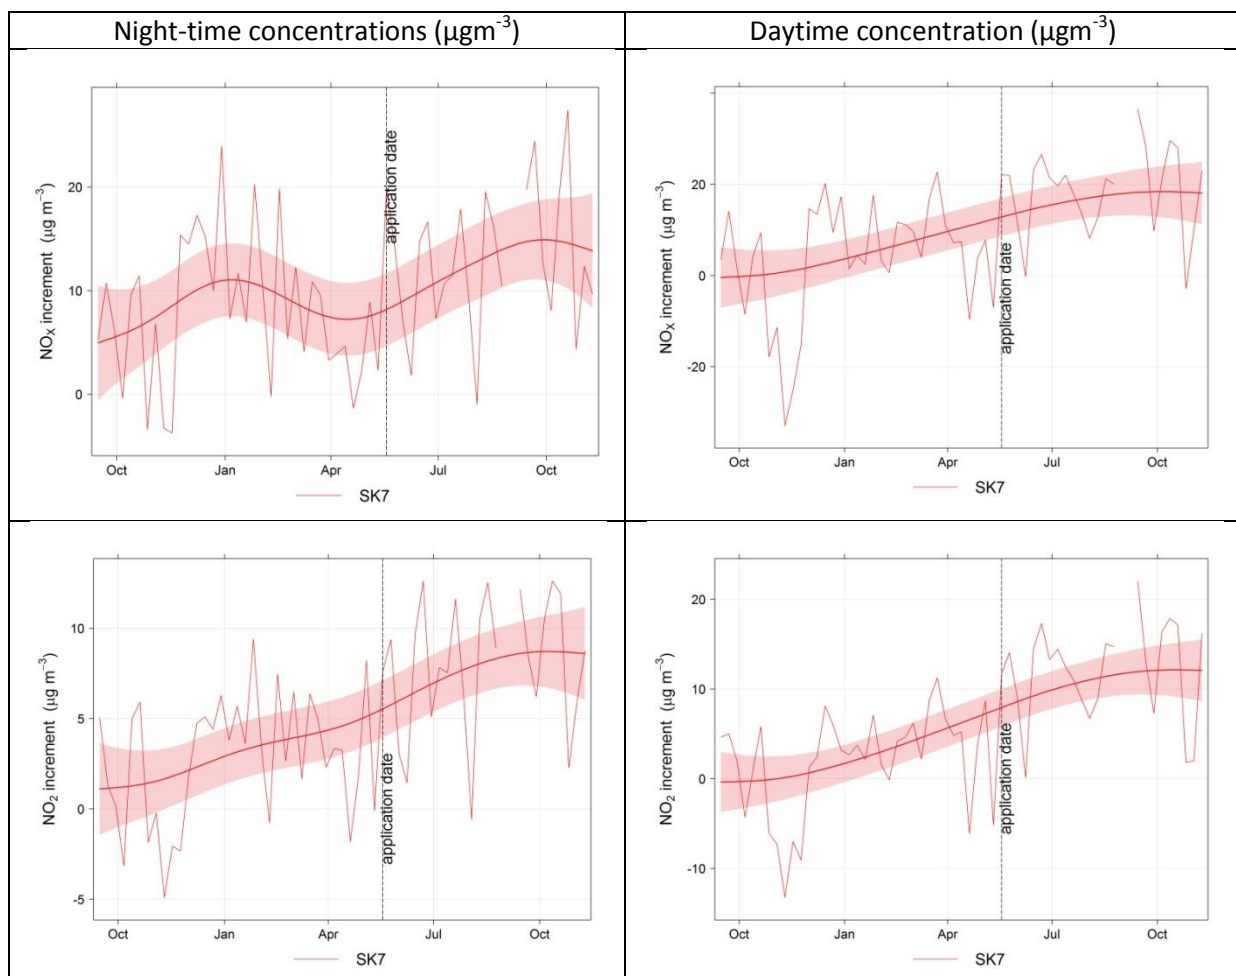 Night-time concentrations (µgm⁻³)
Daytime concentration (µgm⁻³)
NOX increment (µg m⁻³)
20
10
0
application date
Oct
Jan
Apr
Jul
Oct
SK7
NOX increment (µg m⁻³)
20
0
-20
application date
Oct
Jan
Apr
Jul
Oct
SK7
NO₂ increment (µg m⁻³)
10
5
0
-5
application date
Oct
Jan
Apr
Jul
Oct
SK7
NO₂ increment (µg m⁻³)
20
10
0
-10
application date
Oct
Jan
Apr
Jul
Oct
SK7